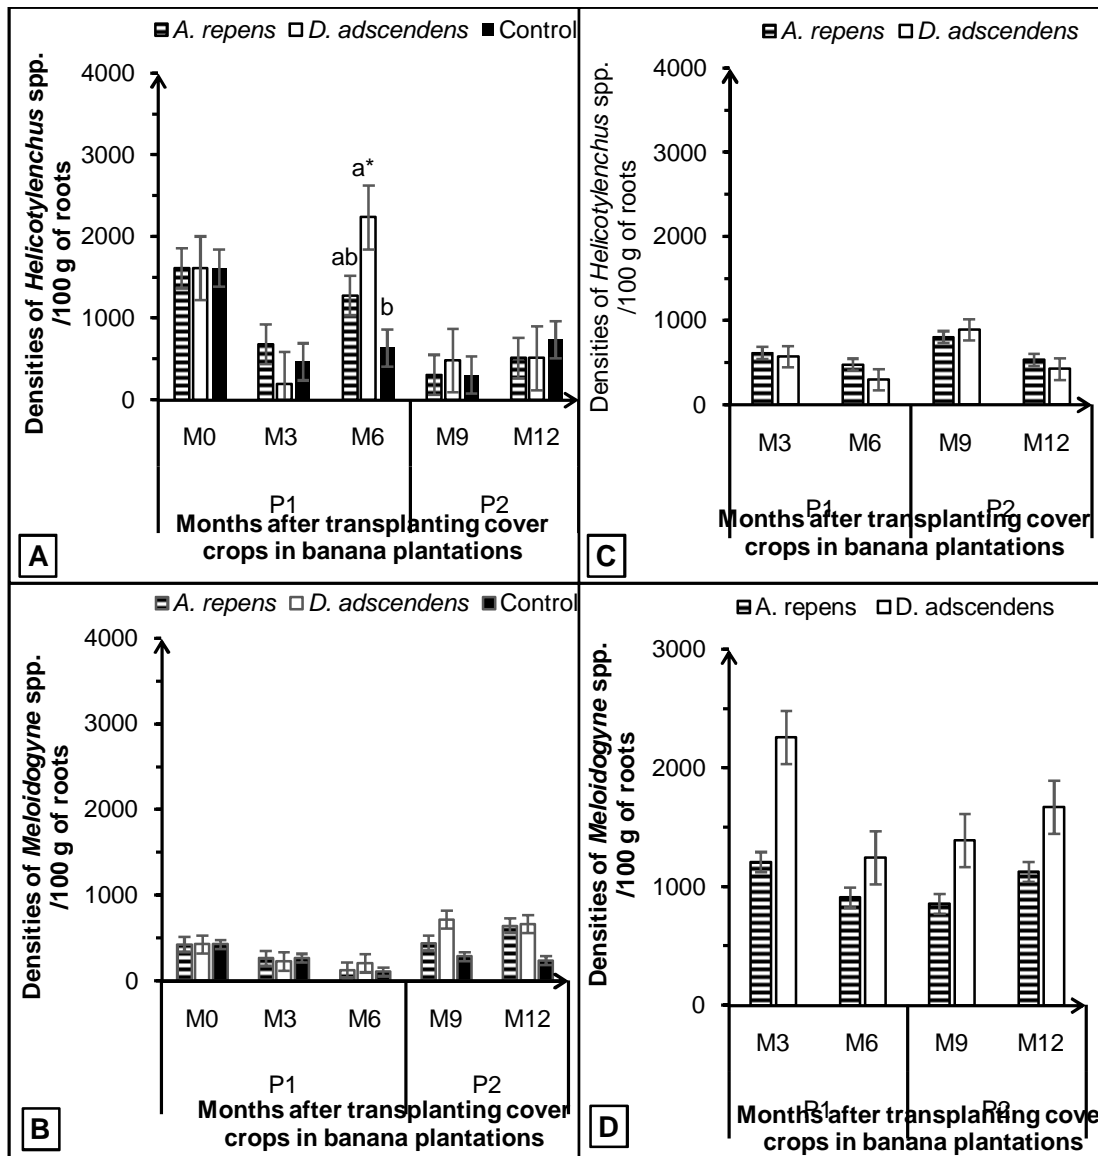 A. repens D. adscendens Control
Densities of Helicotylenchus spp.
/100 g of roots
4000
3000
2000
1000
0
a*
ab
b
M0 M3 M6 M9 M12
P1 P2
Months after transplanting cover
crops in banana plantations
A
A. repens D. adscendens
Densities of Helicotylenchus spp.
/100 g of roots
4000
3000
2000
1000
0
M3 M6 M9 M12
P1 P2
Months after transplanting cover
crops in banana plantations
C
A. repens D. adscendens Control
Densities of Meloidogyne spp.
/100 g of roots
4000
3000
2000
1000
0
M0 M3 M6 M9 M12
P1 P2
Months after transplanting cover
crops in banana plantations
B
A. repens D. adscendens
Densities of Meloidogyne spp.
/100 g of roots
3000
2000
1000
0
M3 M6 M9 M12
P1 P2
Months after transplanting cover
crops in banana plantations
D